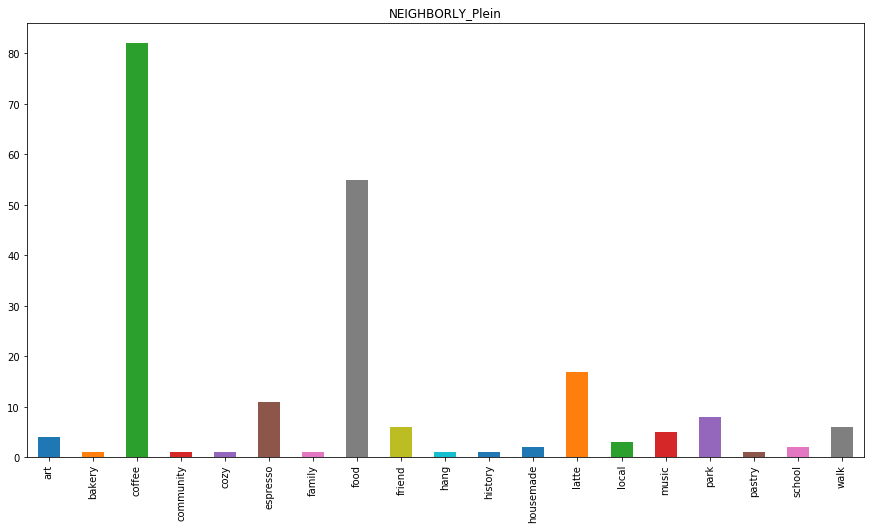 NEIGHBORLY_Plein
80
70
60
50
40
30
20
10
0
art
bakery
coffee
community
cozy
espresso
family
food
friend
hang
history
housemade
latte
local
music
park
pastry
school
walk